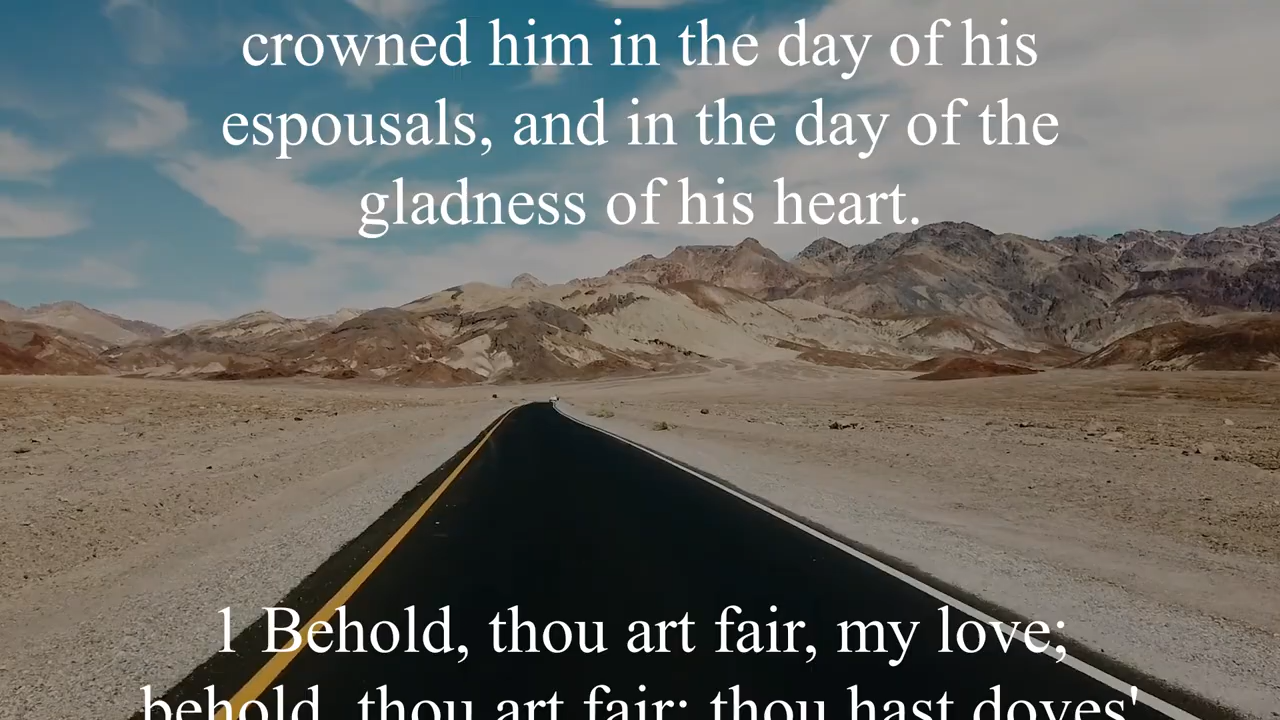 crowned him in the day of his
espousals, and in the day of the
gladness of his heart.
1 Behold, thou art fair, my love;
behold, thou art fair; thou hast doves'